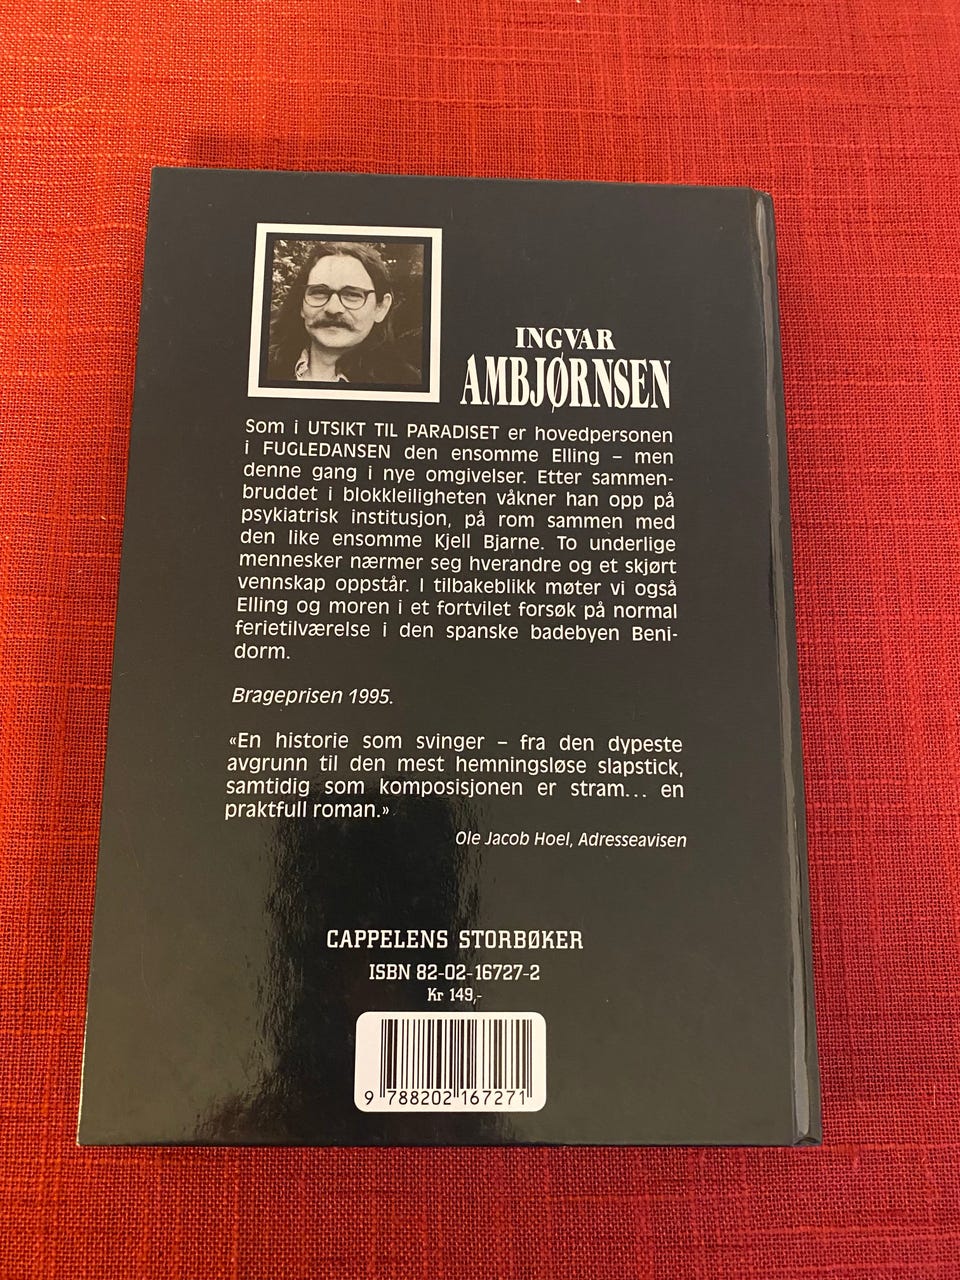 INGVAR
AMBJØRNSEN
Som i UTSIKT TIL PARADISET er hovedpersonen
i FUGLEDANSEN den ensomme Elling – men
denne gang i nye omgivelser. Etter sammen-
bruddet i blokkleiligheten våkner han opp på
psykiatrisk institusjon, på rom sammen med
den like ensomme Kjell Bjarne. To underlige
mennesker nærmer seg hverandre og et skjørt
vennskap oppstår. I tilbakeblikk møter vi også
Elling og moren i et fortvilet forsøk på normal
ferietilværelse i den spanske badebyen Beni-
dorm.
Brageprisen 1995.
«En historie som svinger – fra den dypeste
avgrunn til den mest hemningsløse slapstick,
samtidig som komposisjonen er stram... en
praktfull roman.»
Ole Jacob Hoel, Adresseavisen
CAPPELENS STORBØKER
ISBN 82-02-16727-2
Kr 149,-
9 788202 167271